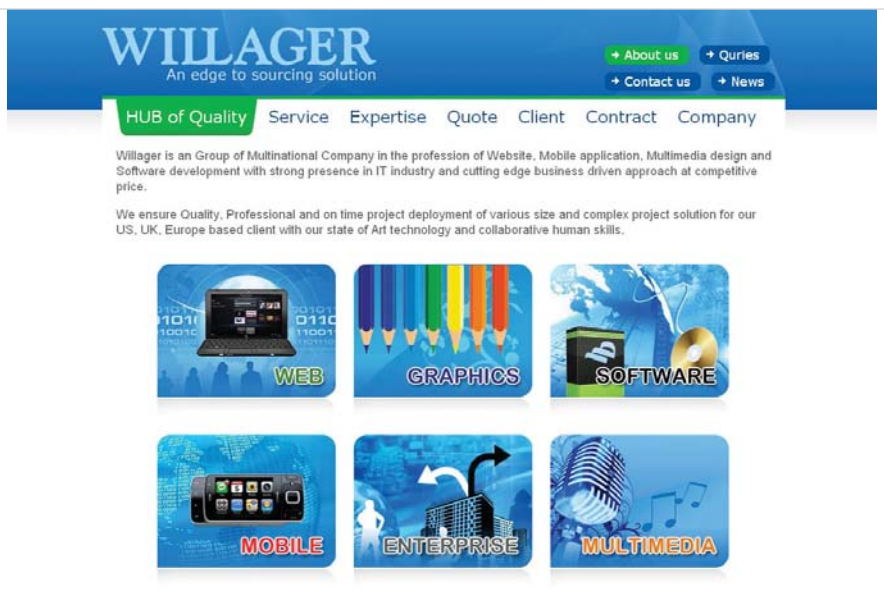 WILLAGER
An edge to sourcing solution
About us
Quries
Contact us
News
HUB of Quality Service Expertise Quote Client Contract Company
Willager is an Group of Multinational Company in the profession of Website, Mobile application, Multimedia design and
Software development with strong presence in IT industry and cutting edge business driven approach at competitive
price.
We ensure Quality, Professional and on time project deployment of various size and complex project solution for our
US, UK, Europe based client with our state of Art technology and collaborative human skills.
WEB
GRAPHICS
SOFTWARE
MOBILE
ENTERPRISE
MULTIMEDIA